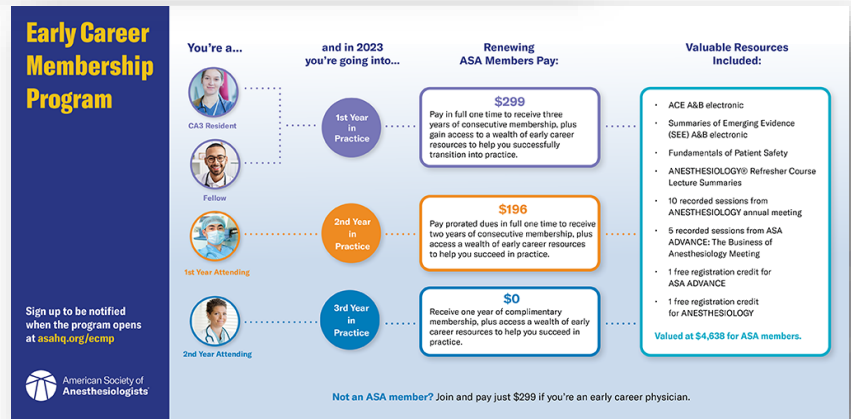 Early Career
Membership
Program
Sign up to be notified
when the program opens
at asahq.org/ecmp
American Society of
Anesthesiologists
You're a...
CA3 Resident
Fellow
1st Year Attending
2nd Year Attending
and in 2023
you're going into...
1st Year
in
Practice
2nd Year
in
Practice
3rd Year
in
Practice
Renewing
ASA Members Pay:
$299
Pay in full one time to receive three
years of consecutive membership, plus
gain access to a wealth of early career
resources to help you successfully
transition into practice.
$196
Pay prorated dues in full one time to receive
two years of consecutive membership, plus
access a wealth of early career resources
to help you succeed in practice.
$0
Receive one year of complimentary
membership, plus access a wealth of early
career resources to help you succeed in
practice.
Valuable Resources
Included:
· ACE A&B electronic
· Summaries of Emerging Evidence
(SEE) A&B electronic
· Fundamentals of Patient Safety
· ANESTHESIOLOGY® Refresher Course
Lecture Summaries
· 10 recorded sessions from
ANESTHESIOLOGY annual meeting
· 5 recorded sessions from ASA
ADVANCE: The Business of
Anesthesiology Meeting
· 1 free registration credit for
ASA ADVANCE
· 1 free registration credit
for ANESTHESIOLOGY
Valued at $4,638 for ASA members.
Not an ASA member? Join and pay just $299 if you're an early career physician.